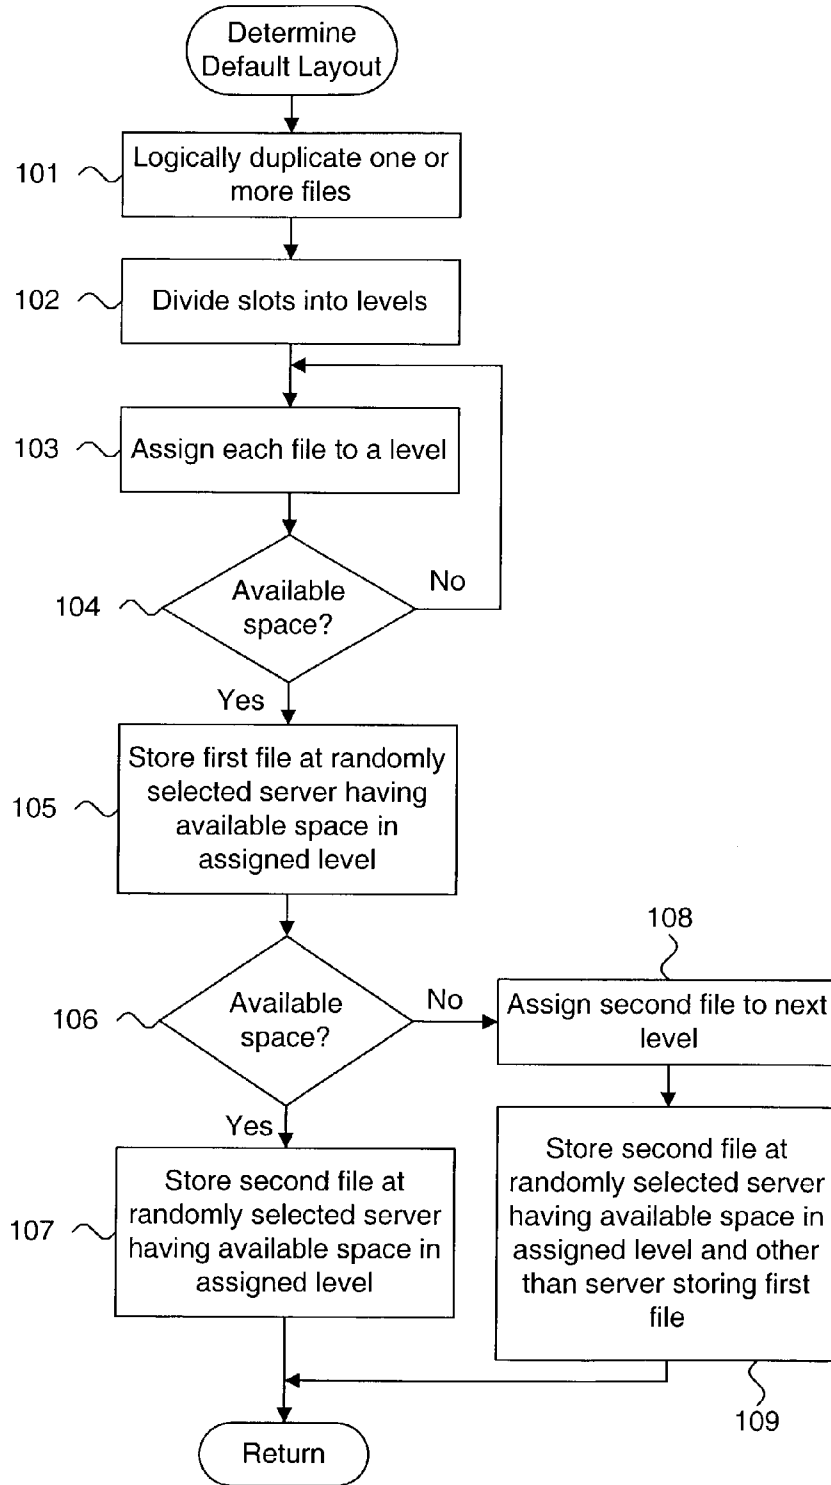 Determine
Default Layout
101
Logically duplicate one or
more files
102
Divide slots into levels
103
Assign each file to a level
104
Available
space?
No
Yes
105
Store first file at randomly
selected server having
available space in
assigned level
106
Available
space?
No
108
Assign second file to next
level
Yes
107
Store second file at
randomly selected server
having available space in
assigned level
Store second file at
randomly selected server
having available space in
assigned level and other
than server storing first
file
109
Return